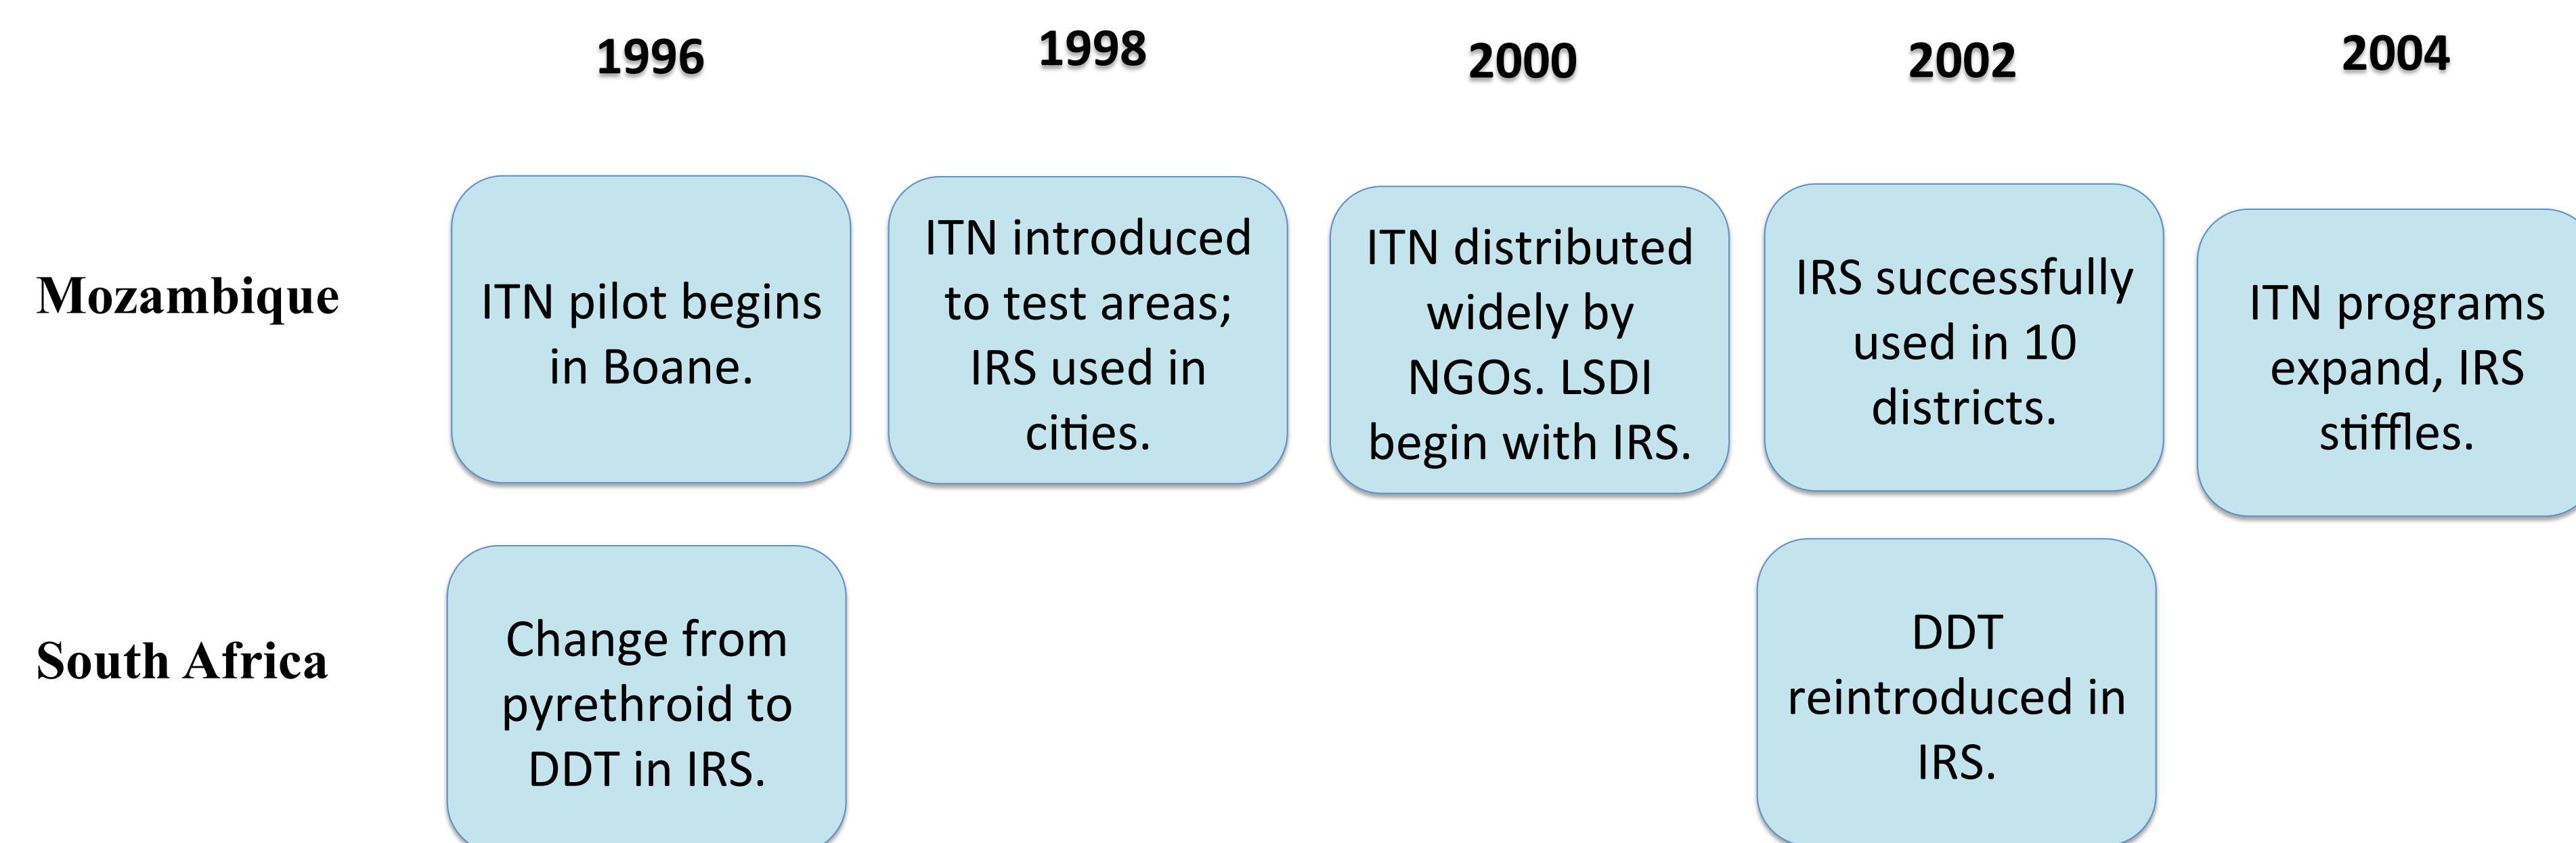 1996
1998
2000
2002
2004
Mozambique
ITN pilot begins
in Boane.
ITN introduced
to test areas;
IRS used in
cities.
ITN distributed
widely by
NGOs. LSDI
begin with IRS.
IRS successfully
used in 10
districts.
ITN programs
expand, IRS
stiffles.
South Africa
Change from
pyrethroid to
DDT in IRS.
DDT
reintroduced in
IRS.